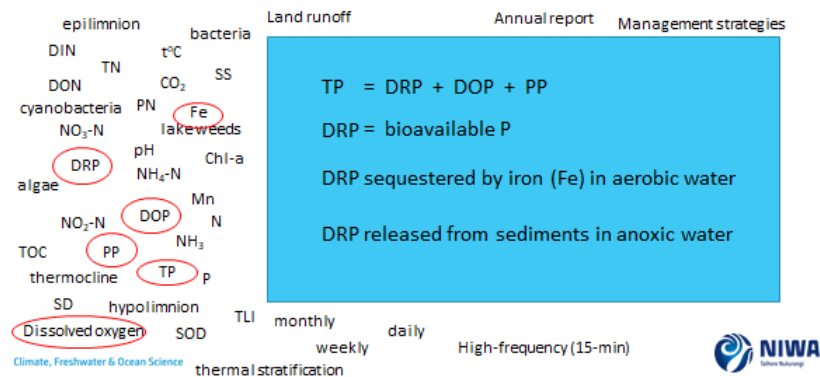 Land runoff
Annual report
Management strategies
epilimnion
bacteria
DIN
t°C
TN
SS
DON
CO₂
cyanobacteria
PN
Fe
NO₃-N
lakeweeds
pH
Chl-a
DRP
NH₄-N
algae
Mn
DOP
N
NO₂-N
NH₃
TOC
PP
TP
P
thermocline
SD
hypolimnion
TLI
Dissolved oxygen
SOD
TP = DRP + DOP + PP
DRP = bioavailable P
DRP sequestered by iron (Fe) in aerobic water
DRP released from sediments in anoxic water
monthly
daily
weekly
High-frequency (15-min)
thermal stratification
Climate, Freshwater & Ocean Science
NIWA
Taihoro Nukurangi